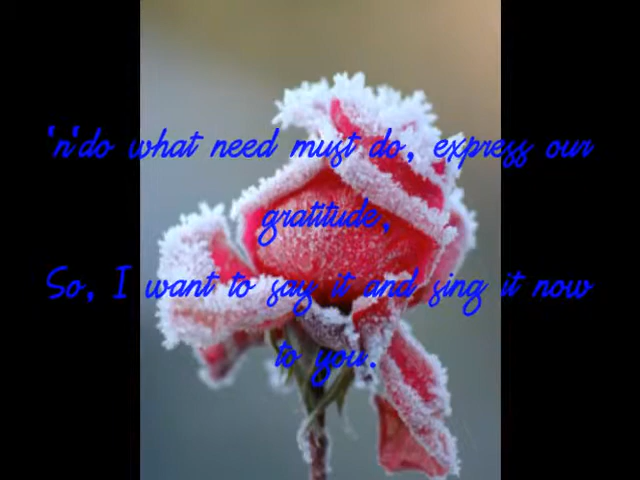 'n'do what need must do, express our
gratitude,
So, I want to say it and sing it now
to you.